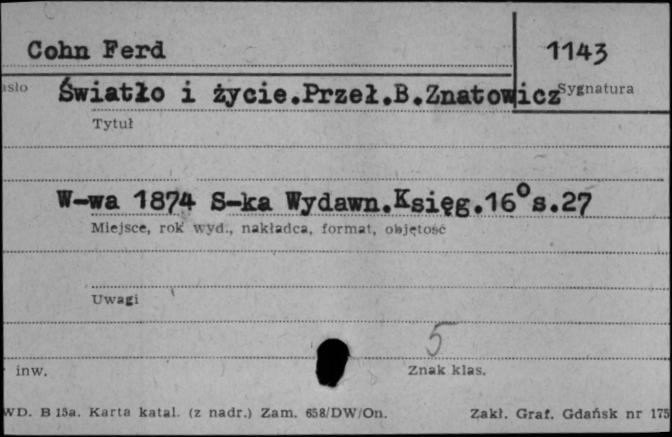 Cohn Ferd
1143
Światło i życie.Przeł.B.Znatowicz
Sygnatura
Tytuł
W-wa 1874 S-ka Wydawn.Księg.16°s.27
Miejsce, rok wyd., nakładca, format, objętość
Uwagi
5
inw.
Znak klas.
WD. B 15a. Karta katal. (z nadr.) Zam. 658/DW/On.
Zakł. Graf. Gdańsk nr 175